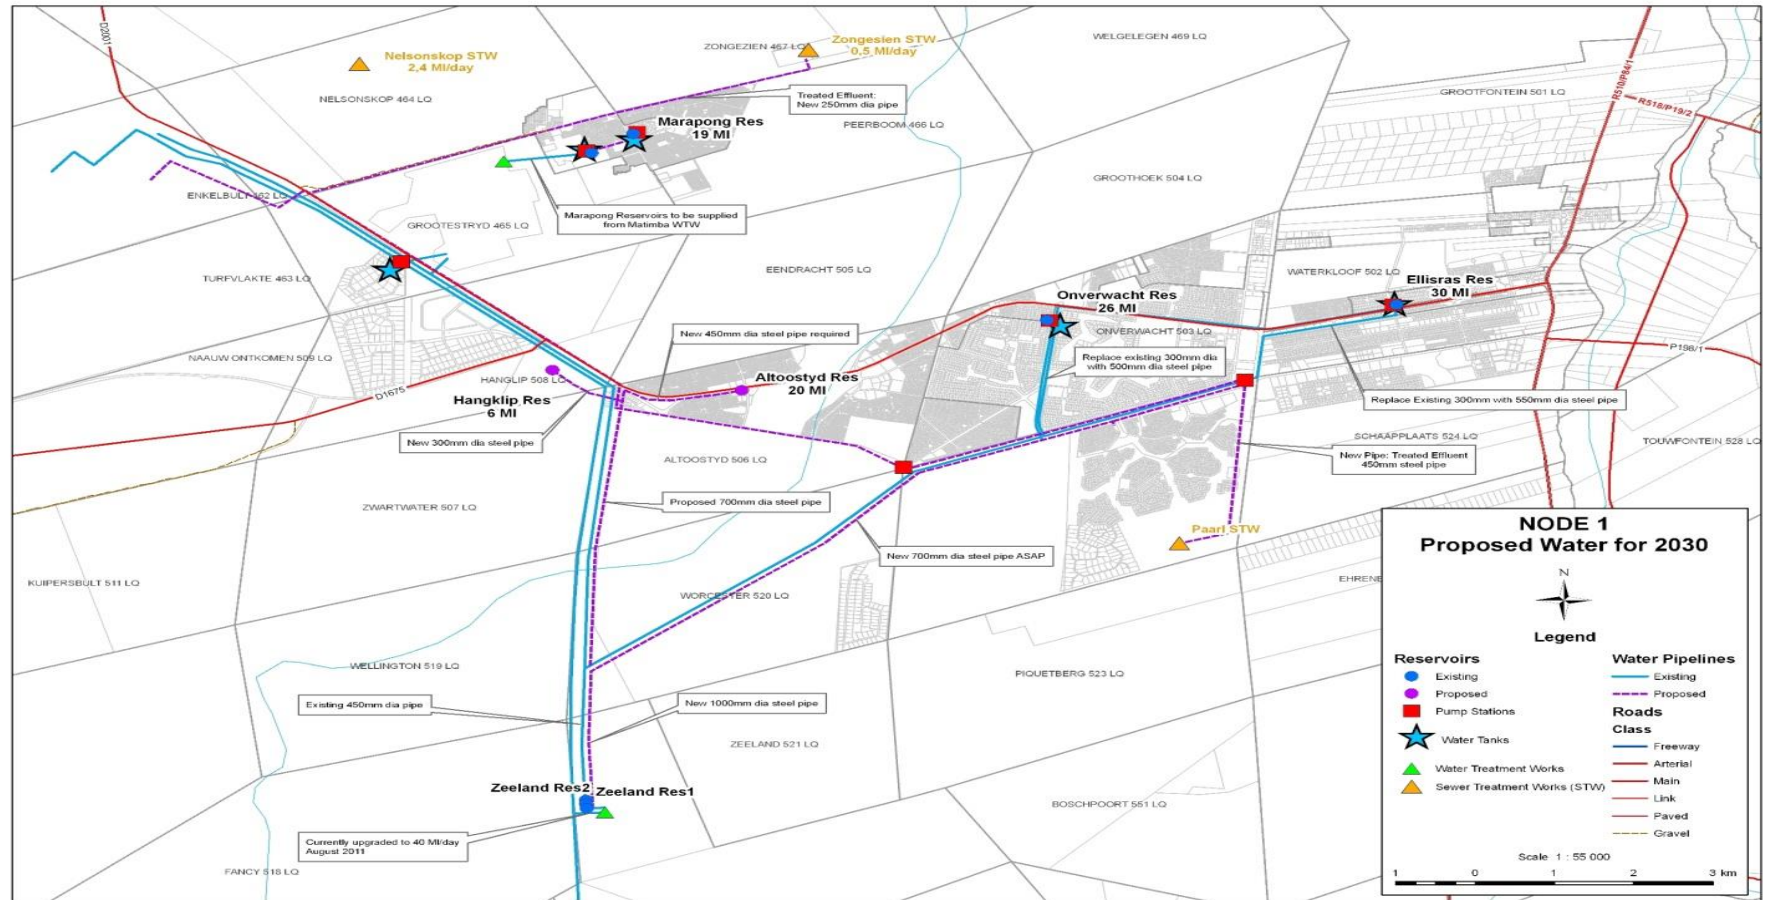 D2001
Nelsonskop STW
2,4 Ml/day
NELSONSKOP 464 LQ
ZONGEZIEN 467 LQ
Zongesien STW
0,5 Ml/day
WELGELEGEN 469 LQ
R510/P84/1
R518/P19/2
GROOTFONTEIN 501 LQ
Treated Effluent:
New 250mm dia pipe
Marapong Res
19 Ml
PEERBOOM 466 LQ
GROOTHOEK 504 LQ
ENKELBULT 462 LQ
Marapong Reservoirs to be supplied
from Matimba WTW
GROOTESTRYD 465 LQ
TURFVLAKTE 463 LQ
EENDRACHT 505 LQ
WATERKLOOF 502 LQ
Ellisras Res
30 Ml
Onverwacht Res
26 Ml
ONVERWACHT 503 LQ
New 450mm dia steel pipe required
NAAUW ONTKOMEN 509 LQ
P198/1
Replace existing 300mm dia
with 500mm dia steel pipe
HANGLIP 508 LQ
D1675
Altoostyd Res
20 Ml
Hangklip Res
6 Ml
Replace Existing 300mm with 550mm dia steel pipe
New 300mm dia steel pipe
SCHAAPPLAATS 524 LQ
TOUWFONTEIN 528 LQ
ALTOOSTYD 506 LQ
New Pipe: Treated Effluent
450mm steel pipe
ZWARTWATER 507 LQ
Proposed 700mm dia steel pipe
Paarl STW
New 700mm dia steel pipe ASAP
KUIPERSBULT 511 LQ
WORCESTER 520 LQ
EHRENB
WELLINGTON 519 LQ
PIQUETBERG 523 LQ
Existing 450mm dia pipe
New 1000mm dia steel pipe
ZEELAND 521 LQ
Zeeland Res2
Zeeland Res1
BOSCHPOORT 551 LQ
Currently upgraded to 40 Ml/day
August 2011
FANCY 518 LQ
NODE 1
Proposed Water for 2030
N
Legend
Reservoirs
Existing
Proposed
Pump Stations
Water Tanks
Water Treatment Works
Sewer Treatment Works (STW)
Water Pipelines
Existing
Proposed
Roads
Class
Freeway
Arterial
Main
Link
Paved
Gravel
Scale 1 : 55 000
1 0 1 2 3 km